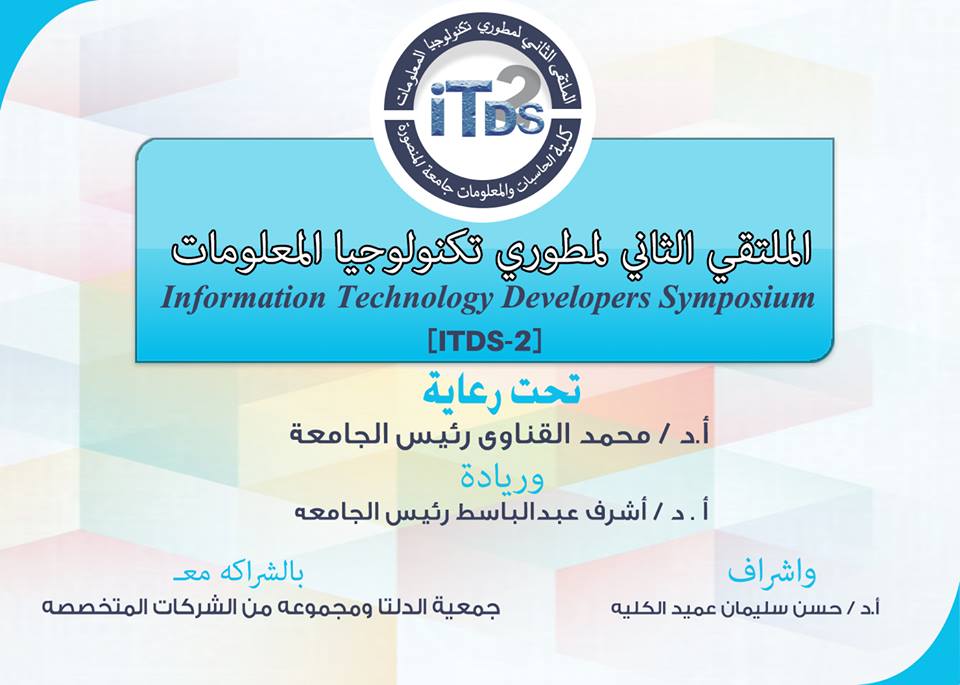 الملتقى الثاني لمطوري تكنولوجيا المعلومات
iTDS 2
كلية الحاسبات والمعلومات جامعة المنصورة
الملتقي الثاني لمطوري تكنولوجيا المعلومات
Information Technology Developers Symposium
[ITDS-2]
تحت رعاية
أ.د / محمد القناوى رئيس الجامعة
وريادة
أ . د / أشرف عبدالباسط رئيس الجامعه
واشراف
أ.د / حسن سليمان عميد الكليه
بالشراكه معـ
جمعية الدلتا ومجموعه من الشركات المتخصصه